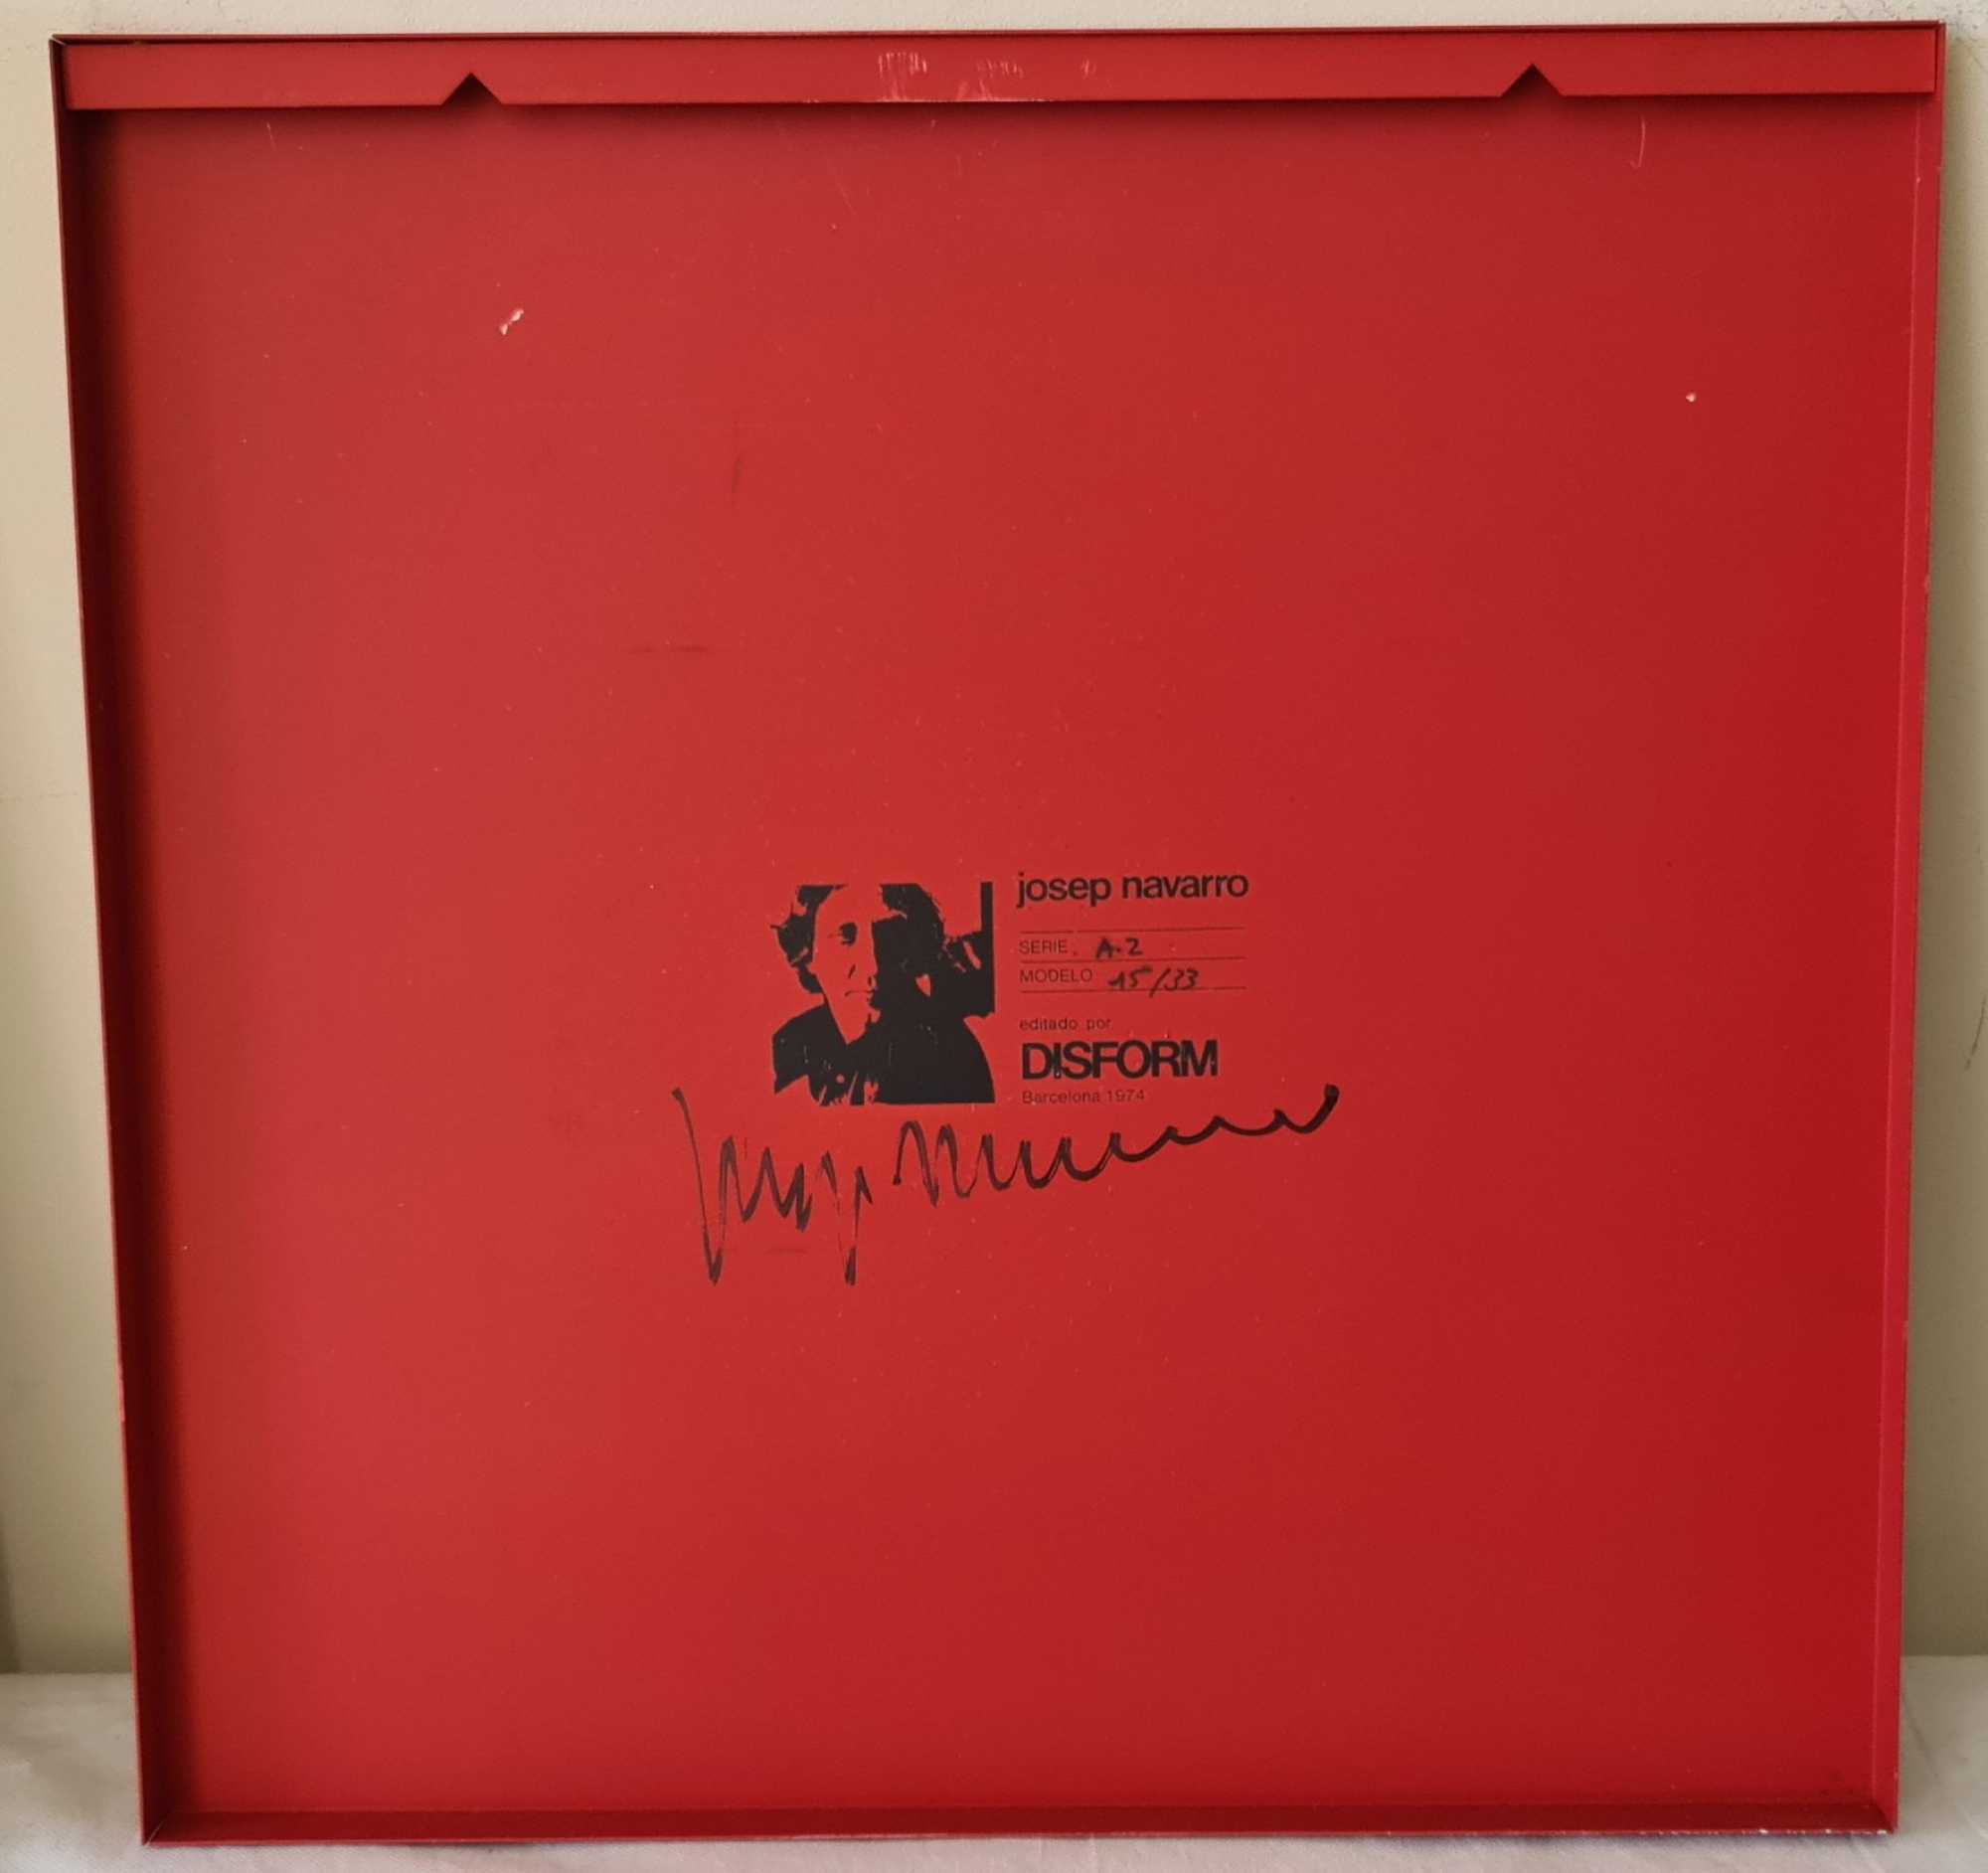 josep navarro
SERIE. A-2
MODELO 15/33
editado por
DISFORM
Barcelona 1974